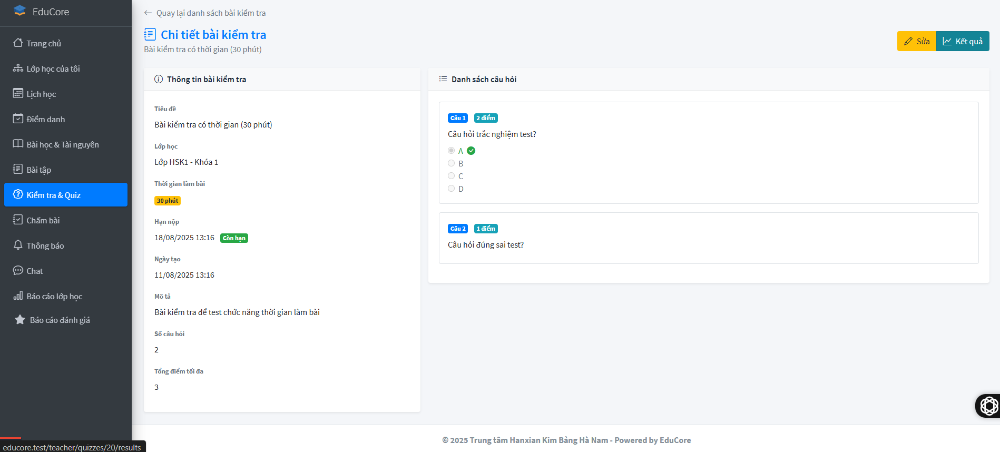 EduCore
Trang chủ
Lớp học của tôi
Lịch học
Điểm danh
Bài học & Tài nguyên
Bài tập
Kiểm tra & Quiz
Chấm bài
Thông báo
Chat
Báo cáo lớp học
Báo cáo đánh giá
educore.test/teacher/quizzes/20/results
Quay lại danh sách bài kiểm tra
Chi tiết bài kiểm tra
Bài kiểm tra có thời gian (30 phút)
Sửa
Kết quả
Thông tin bài kiểm tra
Tiêu đề
Bài kiểm tra có thời gian (30 phút)
Lớp học
Lớp HSK1 - Khóa 1
Thời gian làm bài
30 phút
Hạn nộp
18/08/2025 13:16 Còn hạn
Ngày tạo
11/08/2025 13:16
Mô tả
Bài kiểm tra để test chức năng thời gian làm bài
Số câu hỏi
2
Tổng điểm tối đa
3
Danh sách câu hỏi
Câu 1 2 điểm
Câu hỏi trắc nghiệm test?
A
B
C
D
Câu 2 1 điểm
Câu hỏi đúng sai test?
© 2025 Trung tâm Hanxian Kim Bảng Hà Nam - Powered by EduCore